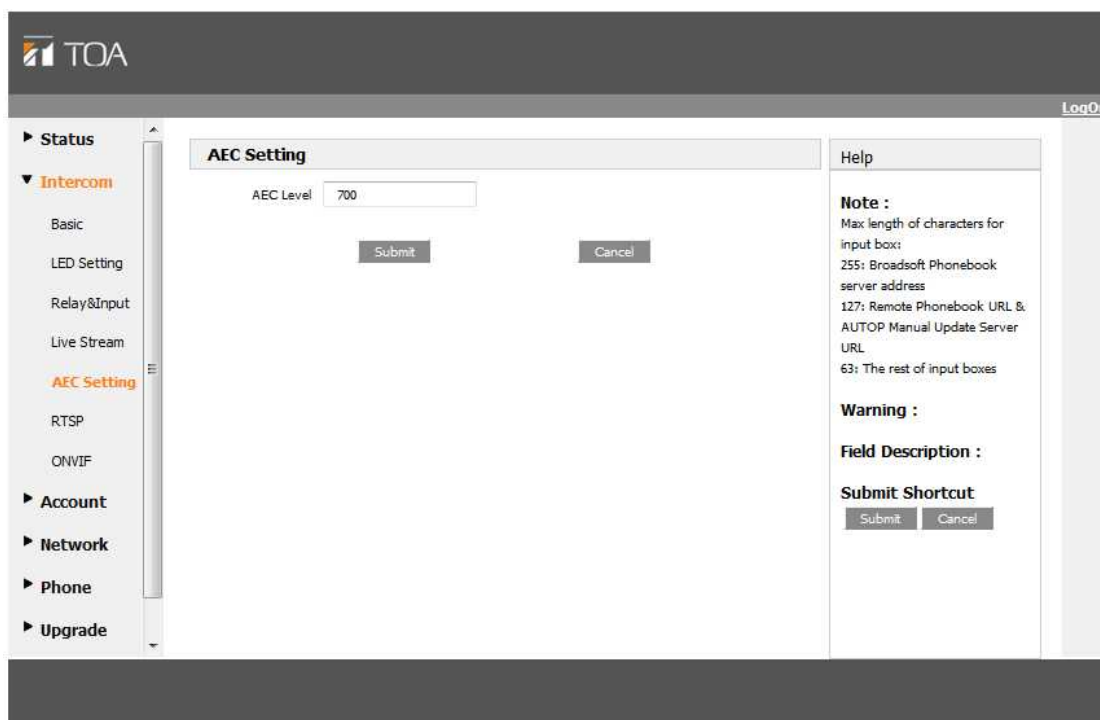 TOA
LogO
Status
Intercom
Basic
LED Setting
Relay&Input
Live Stream
AEC Setting
RTSP
ONVIF
Account
Network
Phone
Upgrade
AEC Setting
AEC Level 700
Submit Cancel
Help
Note :
Max length of characters for
input box:
255: Broadsoft Phonebook
server address
127: Remote Phonebook URL &
AUTOP Manual Update Server
URL
63: The rest of input boxes
Warning :
Field Description :
Submit Shortcut
Submit Cancel